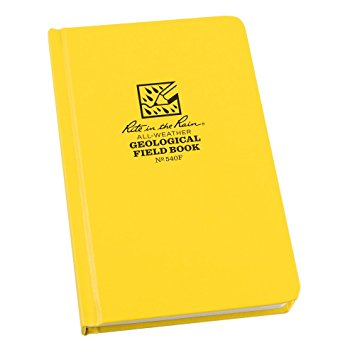 Rite in the Rain®
ALL-WEATHER
GEOLOGICAL
FIELD BOOK
Nº 540F